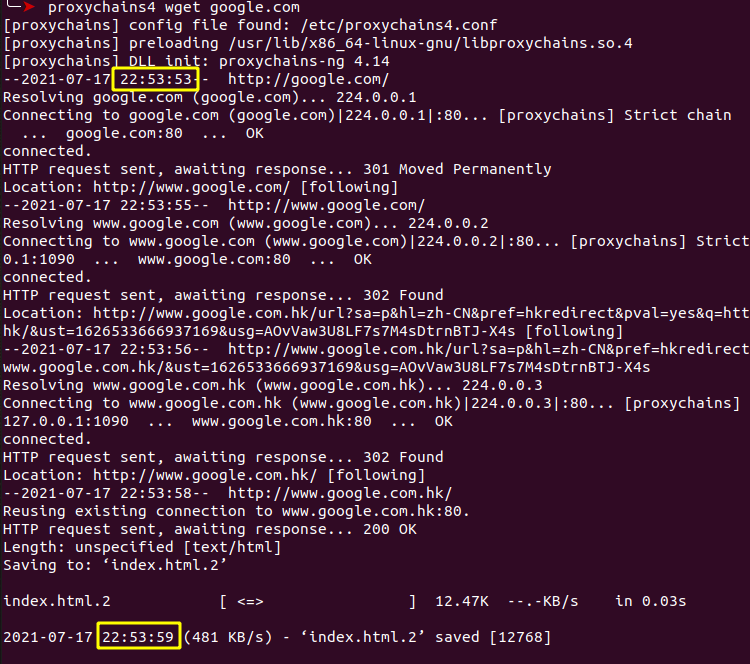 proxychains4 wget google.com
[proxychains] config file found: /etc/proxychains4.conf
[proxychains] preloading /usr/lib/x86_64-linux-gnu/libproxychains.so.4
[proxychains] DLL init: proxychains-ng 4.14
--2021-07-17 22:53:53--  http://google.com/
Resolving google.com (google.com)... 224.0.0.1
Connecting to google.com (google.com)|224.0.0.1|:80... [proxychains] Strict chain
  ...  google.com:80  ...  OK
connected.
HTTP request sent, awaiting response... 301 Moved Permanently
Location: http://www.google.com/ [following]
--2021-07-17 22:53:55--  http://www.google.com/
Resolving www.google.com (www.google.com)... 224.0.0.2
Connecting to www.google.com (www.google.com)|224.0.0.2|:80... [proxychains] Strict
0.1:1090  ...  www.google.com:80  ...  OK
connected.
HTTP request sent, awaiting response... 302 Found
Location: http://www.google.com.hk/url?sa=p&hl=zh-CN&pref=hkredirect&pval=yes&q=htt
hk/&ust=1626533666937169&usg=AOvVaw3U8LF7s7M4sDtrnBTJ-X4s [following]
--2021-07-17 22:53:56--  http://www.google.com.hk/url?sa=p&hl=zh-CN&pref=hkredirect
www.google.com.hk/&ust=1626533666937169&usg=AOvVaw3U8LF7s7M4sDtrnBTJ-X4s
Resolving www.google.com.hk (www.google.com.hk)... 224.0.0.3
Connecting to www.google.com.hk (www.google.com.hk)|224.0.0.3|:80... [proxychains]
127.0.0.1:1090  ...  www.google.com.hk:80  ...  OK
connected.
HTTP request sent, awaiting response... 302 Found
Location: http://www.google.com.hk/ [following]
--2021-07-17 22:53:58--  http://www.google.com.hk/
Reusing existing connection to www.google.com.hk:80.
HTTP request sent, awaiting response... 200 OK
Length: unspecified [text/html]
Saving to: ‘index.html.2’
index.html.2            [ <=>                ]  12.47K  --.-KB/s    in 0.03s
2021-07-17 22:53:59 (481 KB/s) - ‘index.html.2’ saved [12768]